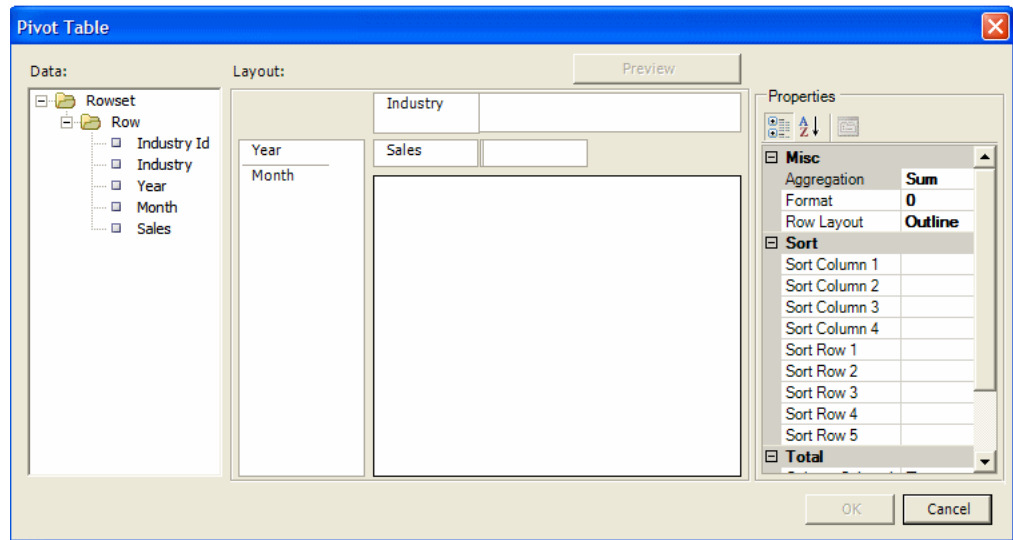 Pivot Table
Data:
Layout:
Preview
Rowset
Row
Industry Id
Industry
Year
Month
Sales
Industry
Year
Month
Sales
Properties
Misc
Aggregation Sum
Format 0
Row Layout Outline
Sort
Sort Column 1
Sort Column 2
Sort Column 3
Sort Column 4
Sort Row 1
Sort Row 2
Sort Row 3
Sort Row 4
Sort Row 5
Total
OK
Cancel